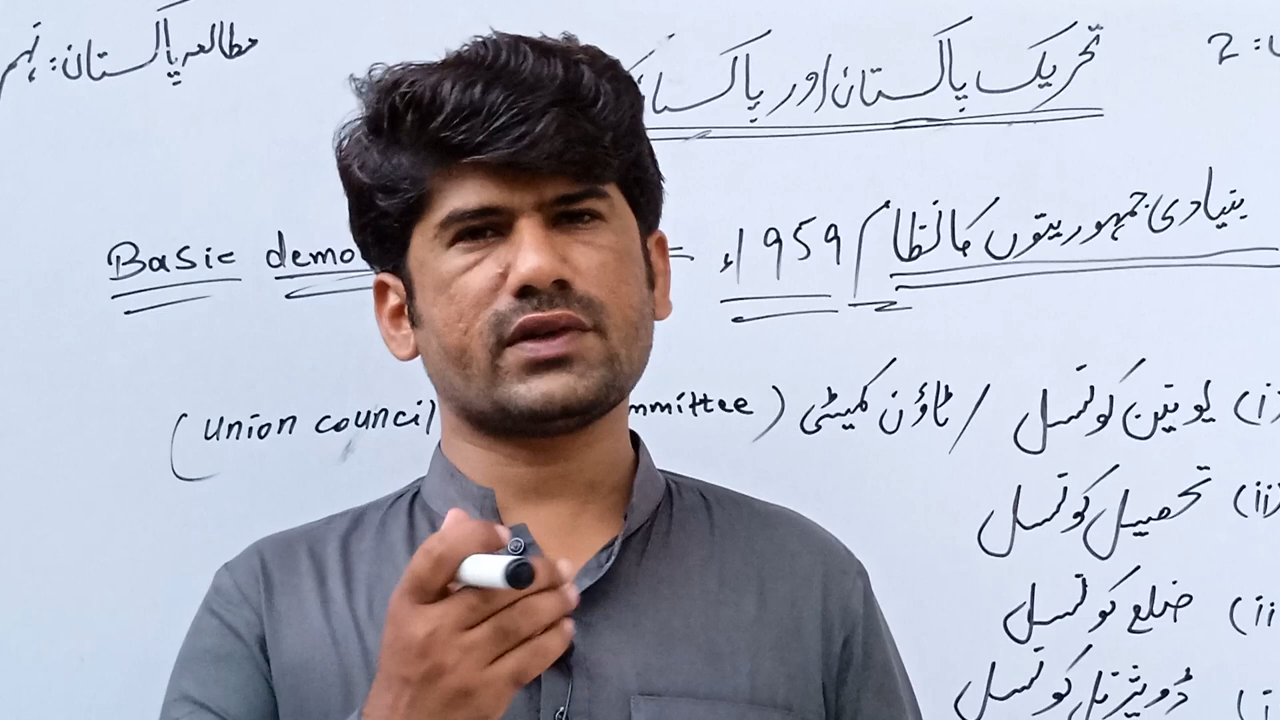 مطالعہ پاکستان: نہم
تحریک پاکستان اور پاکستا
: 2
بنیادی جمہوریتوں کا نظام 1959ء = Basic demo
(i) یونین کونسل / ٹاؤن کمیٹی (union council mmittee)
(ii) تحصیل کونسل
(ii ضلع کونسل
ڈویژنل کونسل